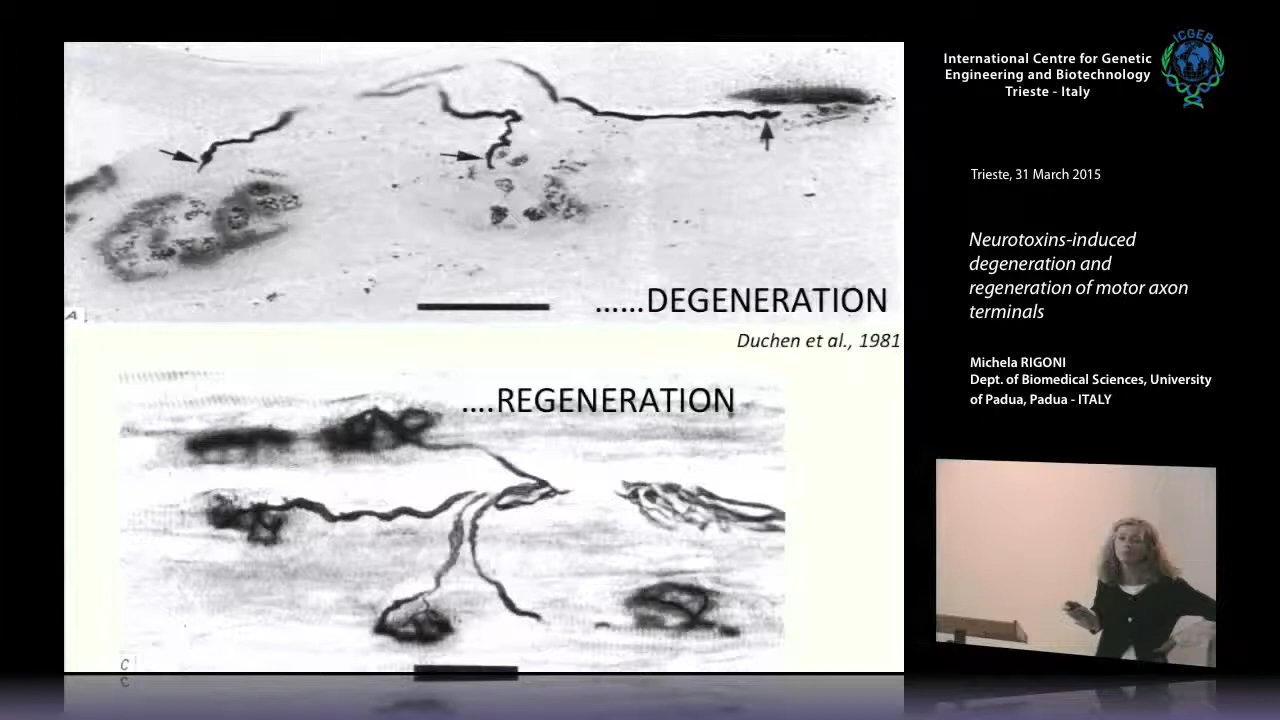 A
......DEGENERATION
Duchen et al., 1981
....REGENERATION
C
ICGEB
International Centre for Genetic
Engineering and Biotechnology
Trieste - Italy
Trieste, 31 March 2015
Neurotoxins-induced
degeneration and
regeneration of motor axon
terminals
Michela RIGONI
Dept. of Biomedical Sciences, University
of Padua, Padua - ITALY